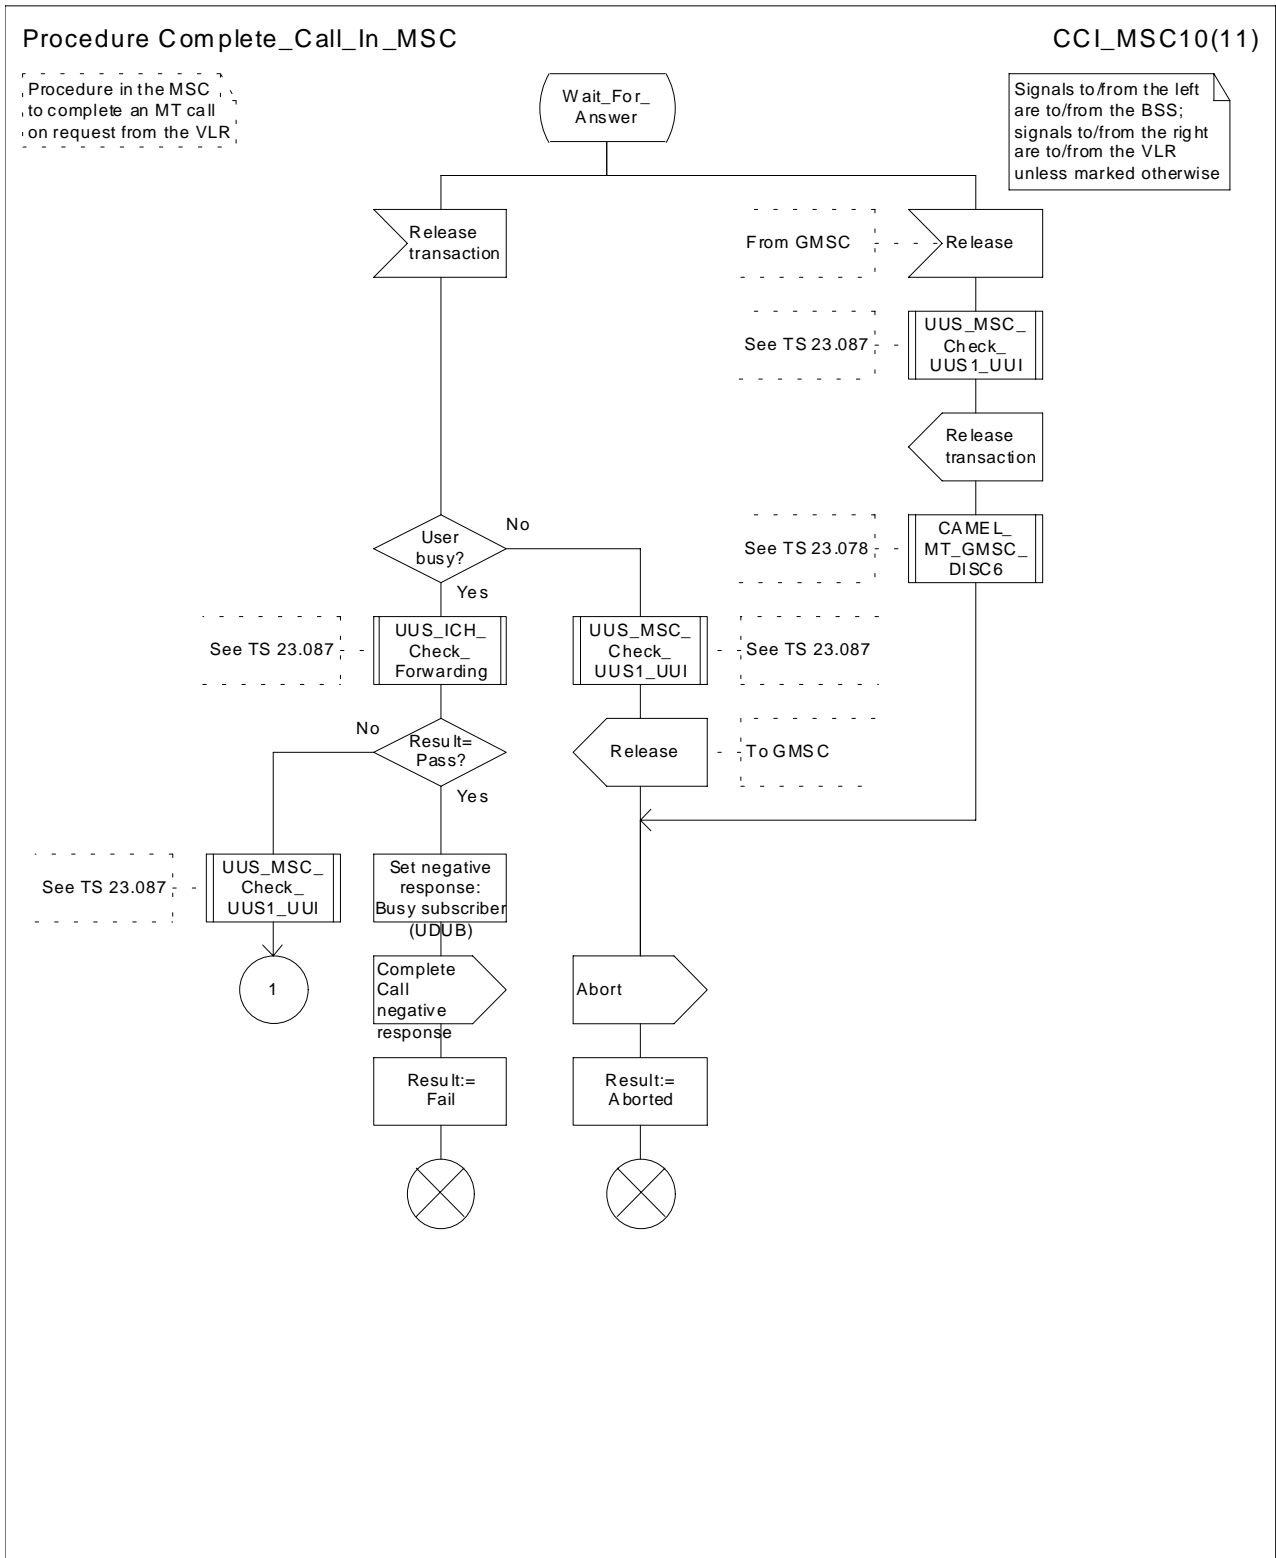 Procedure Complete_Call_In_MSC
CCI_MSC10(11)
Procedure in the MSC
to complete an MT call
on request from the VLR
Wait_For_
Answer
Signals to/from the left
are to/from the BSS;
signals to/from the right
are to/from the VLR
unless marked otherwise
Release
transaction
From GMSC
Release
See TS 23.087
UUS_MSC_
Check_
UUS1_UUI
Release
transaction
User
busy?
No
Yes
See TS 23.078
CAMEL_
MT_GMSC_
DISC6
See TS 23.087
UUS_ICH_
Check_
Forwarding
UUS_MSC_
Check_
UUS1_UUI
See TS 23.087
No
Result=
Pass?
Yes
Release
To GMSC
See TS 23.087
UUS_MSC_
Check_
UUS1_UUI
Set negative
response:
Busy subscriber
(UDUB)
1
Complete
Call
negative
response
Abort
Result:=
Fail
Result:=
Aborted